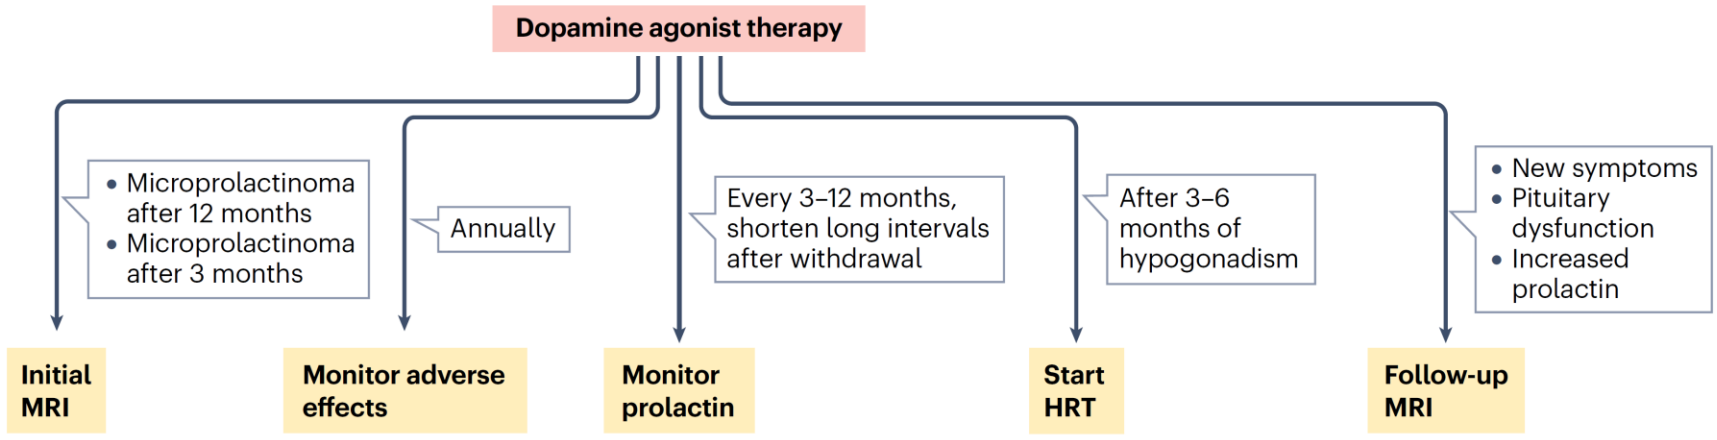 Dopamine agonist therapy
• Microprolactinoma
after 12 months
• Microprolactinoma
after 3 months
Annually
Every 3–12 months,
shorten long intervals
after withdrawal
After 3–6
months of
hypogonadism
• New symptoms
• Pituitary
dysfunction
• Increased
prolactin
Initial
MRI
Monitor adverse
effects
Monitor
prolactin
Start
HRT
Follow-up
MRI